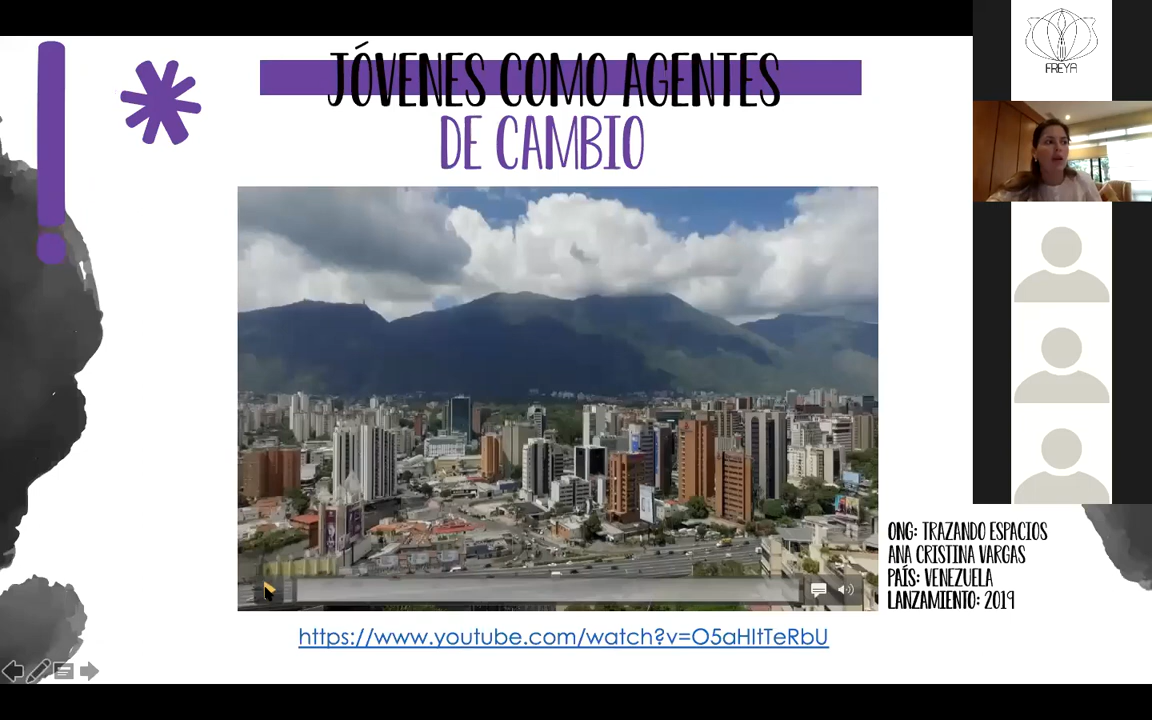 JÓVENES COMO AGENTES
DE CAMBIO
FREYA
ONG: TRAZANDO ESPACIOS
ANA CRISTINA VARGAS
PAÍS: VENEZUELA
LANZAMIENTO: 2019
https://www.youtube.com/watch?v=O5aHItTeRbU